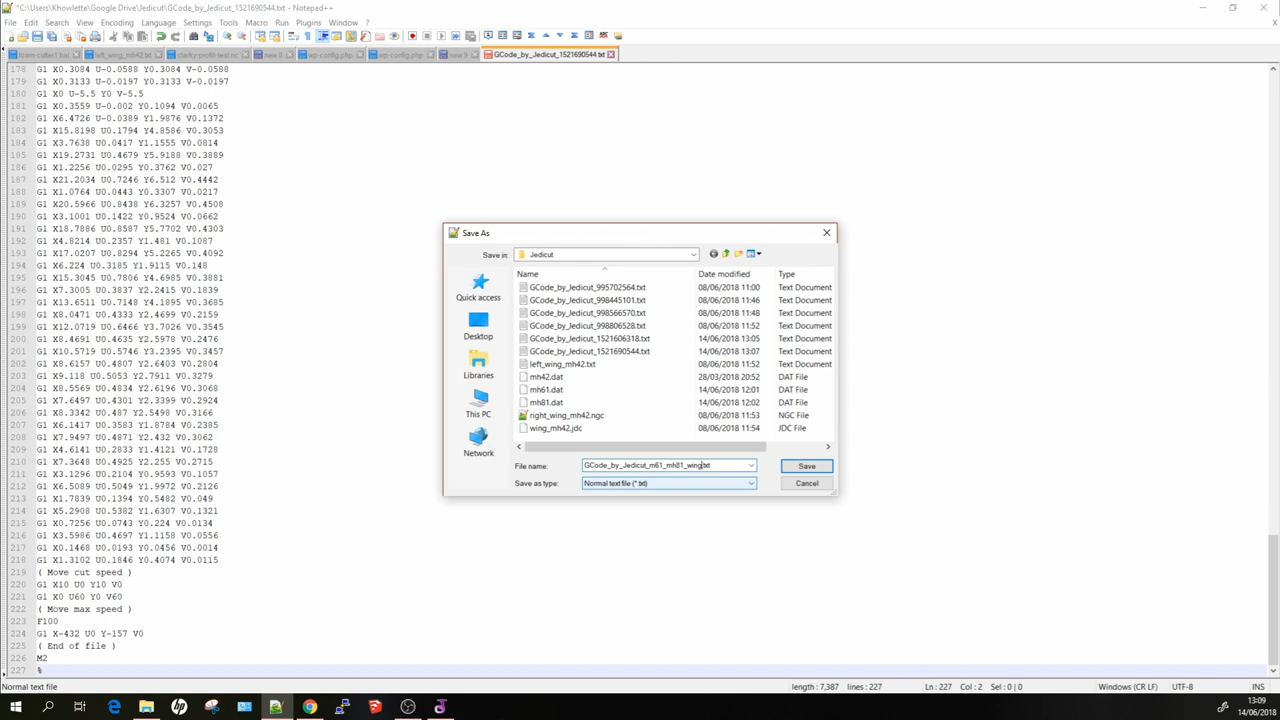 *C:\Users\Khowlette\Google Drive\Jedicut\GCode_by_Jedicut_1521690544.txt - Notepad++
File Edit Search View Encoding Language Settings Tools Macro Run Plugins Window ?
foam-cutter1.bat left_wing_mh42.txt clarky-profil-test.nc new 8 wp-config.php wp-config.php new 9 GCode_by_Jedicut_1521690544.txt
178 G1 X0.3084 U-0.0588 Y0.3084 V-0.0588
179 G1 X0.3133 U-0.0197 Y0.3133 V-0.0197
180 G1 X0 U-5.5 Y0 V-5.5
181 G1 X0.3559 U-0.002 Y0.1094 V0.0065
182 G1 X6.4726 U-0.0389 Y1.9876 V0.1372
183 G1 X15.8198 U0.1794 Y4.8586 V0.3053
184 G1 X3.7638 U0.0417 Y1.1555 V0.0814
185 G1 X19.2731 U0.4679 Y5.9188 V0.3889
186 G1 X1.2256 U0.0295 Y0.3762 V0.027
187 G1 X21.2034 U0.7246 Y6.512 V0.4442
188 G1 X1.0764 U0.0443 Y0.3307 V0.0217
189 G1 X20.5966 U0.8438 Y6.3257 V0.4508
190 G1 X3.1001 U0.1422 Y0.9524 V0.0662
191 G1 X18.7886 U0.8587 Y5.7702 V0.4303
192 G1 X4.8214 U0.2357 Y1.481 V0.1087
193 G1 X17.0207 U0.8294 Y5.2265 V0.4092
194 G1 X6.224 U0.3185 Y1.9115 V0.148
195 G1 X15.3045 U0.7806 Y4.6985 V0.3881
196 G1 X7.3005 U0.3837 Y2.2415 V0.1839
197 G1 X13.6511 U0.7148 Y4.1895 V0.3685
198 G1 X8.0471 U0.4333 Y2.4699 V0.2159
199 G1 X12.0719 U0.6466 Y3.7026 V0.3545
200 G1 X8.4691 U0.4635 Y2.5978 V0.2476
201 G1 X10.5719 U0.5746 Y3.2395 V0.3457
202 G1 X8.6157 U0.4783 Y2.6403 V0.2804
203 G1 X9.118 U0.5053 Y2.7911 V0.3279
204 G1 X8.5569 U0.4834 Y2.6196 V0.3068
205 G1 X7.6497 U0.4301 Y2.3399 V0.2924
206 G1 X8.3342 U0.487 Y2.5498 V0.3166
207 G1 X6.1417 U0.3583 Y1.8784 V0.2385
208 G1 X7.9497 U0.4871 Y2.432 V0.3062
209 G1 X4.6141 U0.2833 Y1.4121 V0.1728
210 G1 X7.3648 U0.4925 Y2.255 V0.2715
211 G1 X3.1296 U0.2104 Y0.9593 V0.1057
212 G1 X6.5089 U0.5109 Y1.9972 V0.2126
213 G1 X1.7839 U0.1394 Y0.5482 V0.049
214 G1 X5.2908 U0.5382 Y1.6307 V0.1321
215 G1 X0.7256 U0.0743 Y0.224 V0.0134
216 G1 X3.5986 U0.4697 Y1.1158 V0.0556
217 G1 X0.1468 U0.0193 Y0.0456 V0.0014
218 G1 X1.3102 U0.1846 Y0.4074 V0.0115
219 ( Move cut speed )
220 G1 X10 U0 Y10 V0
221 G1 X0 U60 Y0 V60
222 ( Move max speed )
223 F100
224 G1 X-432 U0 Y-157 V0
225 ( End of file )
226 M2
227 %
Save As
Save in: Jedicut
Name Date modified Type
Quick access
Desktop
Libraries
This PC
Network
GCode_by_Jedicut_995702564.txt 08/06/2018 11:00 Text Document
GCode_by_Jedicut_998445101.txt 08/06/2018 11:46 Text Document
GCode_by_Jedicut_998566570.txt 08/06/2018 11:48 Text Document
GCode_by_Jedicut_998806528.txt 08/06/2018 11:52 Text Document
GCode_by_Jedicut_1521606318.txt 14/06/2018 13:05 Text Document
GCode_by_Jedicut_1521690544.txt 14/06/2018 13:07 Text Document
left_wing_mh42.txt 08/06/2018 11:52 Text Document
mh42.dat 28/03/2018 20:52 DAT File
mh61.dat 14/06/2018 12:01 DAT File
mh81.dat 14/06/2018 12:02 DAT File
right_wing_mh42.ngc 08/06/2018 11:53 NGC File
wing_mh42.jdc 08/06/2018 11:54 JDC File
File name: GCode_by_Jedicut_m61_mh81_wing.txt Save
Save as type: Normal text file (*.txt) Cancel
Normal text file length : 7,387 lines : 227 Ln : 227 Col : 2 Sel : 0 | 0 Windows (CR LF) UTF-8 INS
13:09
14/06/2018